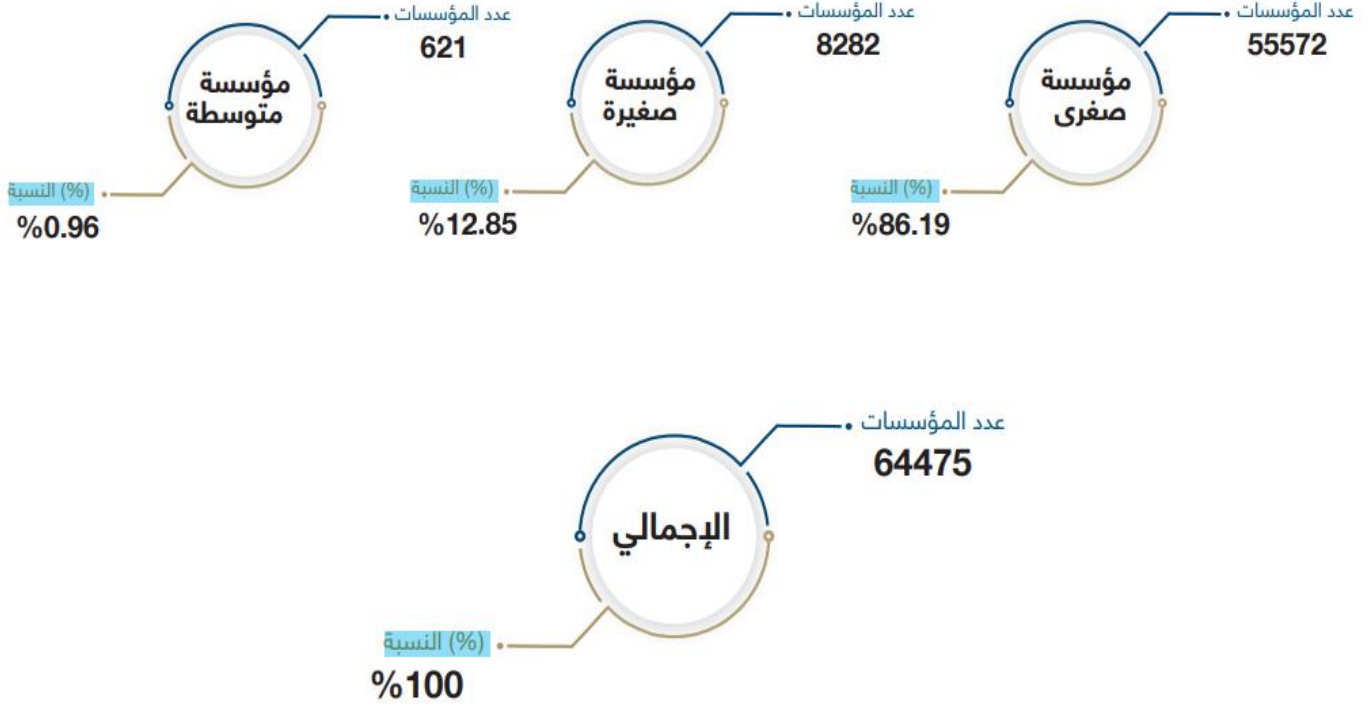 عدد المؤسسات
55572
مؤسسة
صغرى
(%) النسبة
%86.19
عدد المؤسسات
8282
مؤسسة
صغيرة
(%) النسبة
%12.85
عدد المؤسسات
621
مؤسسة
متوسطة
(%) النسبة
%0.96
عدد المؤسسات
64475
الإجمالي
(%) النسبة
%100